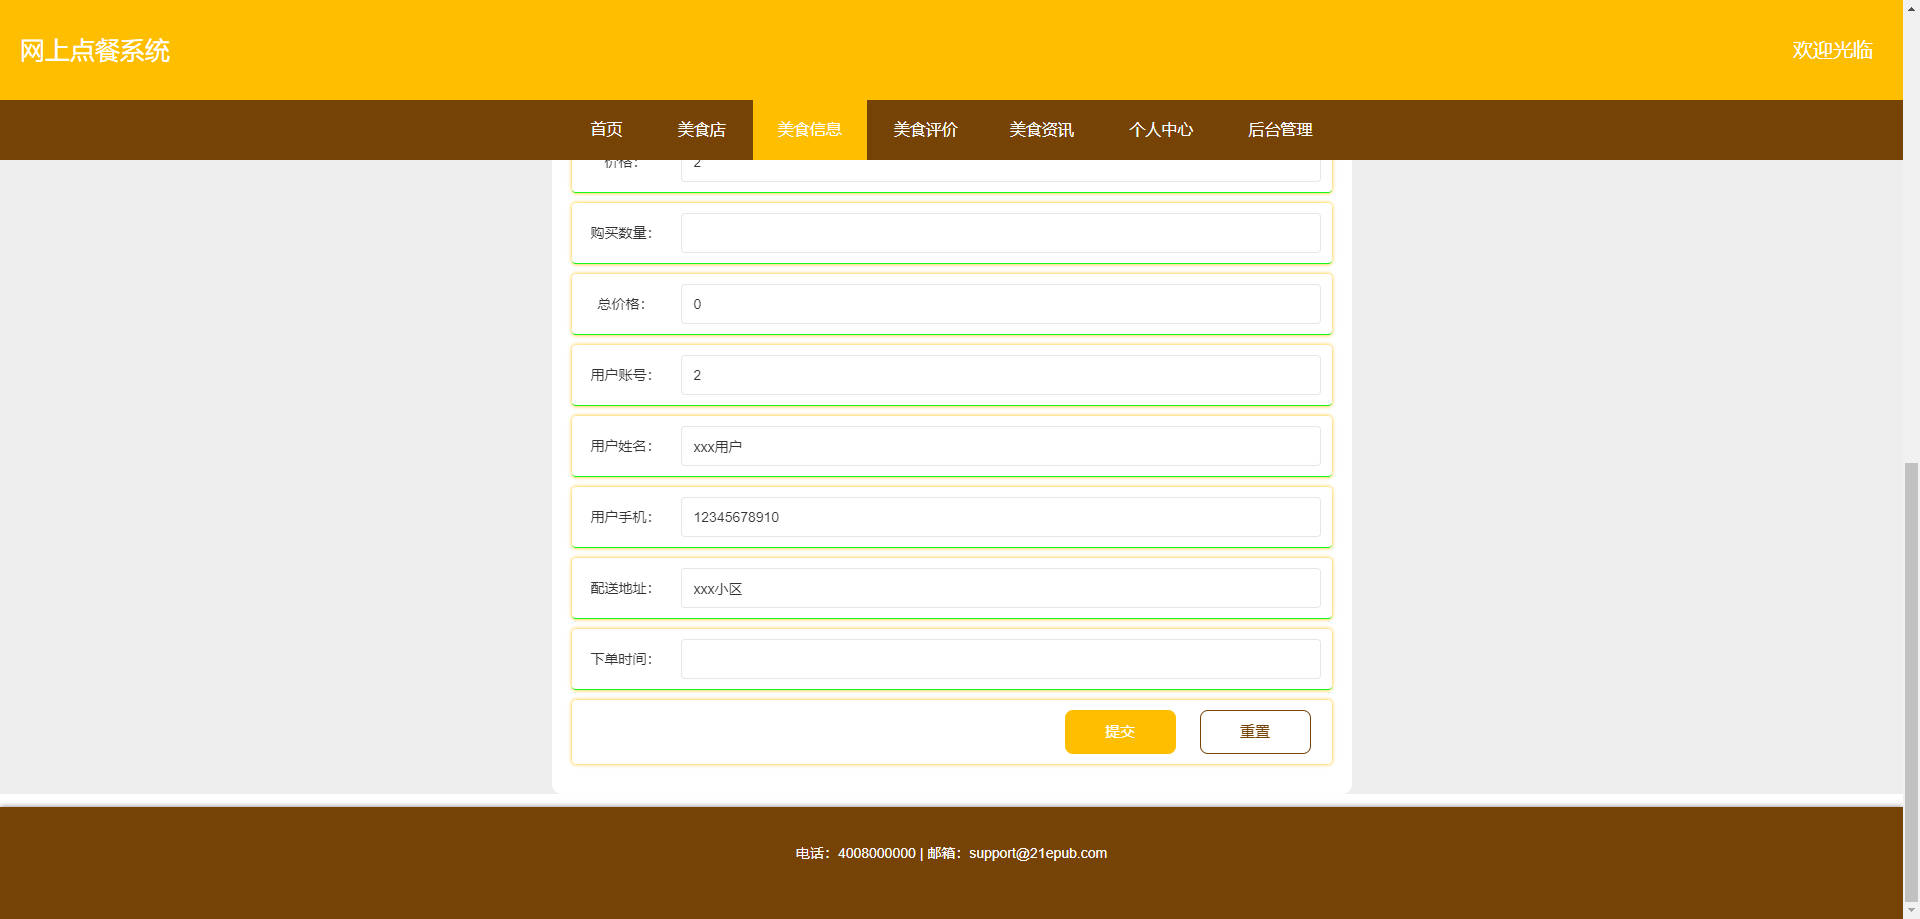 网上点餐系统
欢迎光临
首页 美食店 美食信息 美食评价 美食资讯 个人中心 后台管理
价格： 2
购买数量：
总价格： 0
用户账号： 2
用户姓名： xxx用户
用户手机： 12345678910
配送地址： xxx小区
下单时间：
提交 重置
电话：4008000000 | 邮箱：support@21epub.com